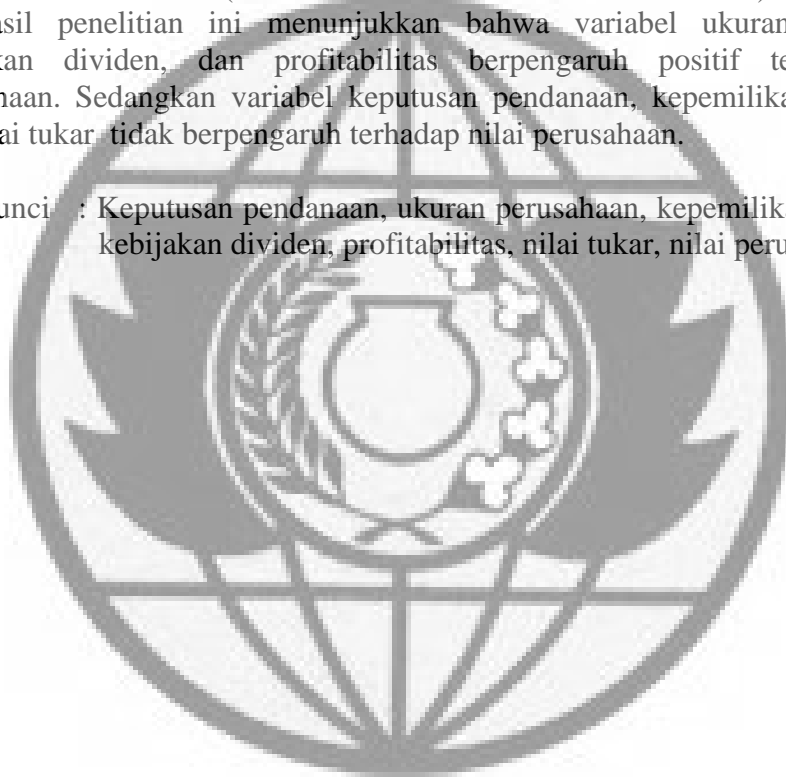 asil penelitian ini menunjukkan bahwa variabel ukuran
kan dividen, dan profitabilitas berpengaruh positif te
naan. Sedangkan variabel keputusan pendanaan, kepemilika
ai tukar tidak berpengaruh terhadap nilai perusahaan.
unci : Keputusan pendanaan, ukuran perusahaan, kepemilika
kebijakan dividen, profitabilitas, nilai tukar, nilai peru